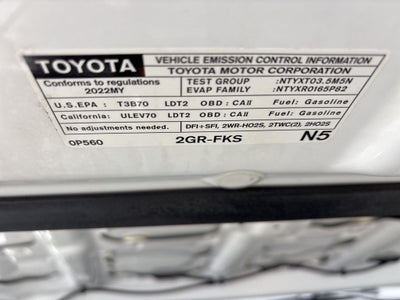 TOYOTA
VEHICLE EMISSION CONTROL INFORMATION
TOYOTA MOTOR CORPORATION
Conforms to regulations
2022MY
TEST GROUP :NTYXT03.5M5N
EVAP FAMILY :NTYXR0165P82
U.S.EPA : T3B70 LDT2 OBD : CAII Fuel: Gasoline
California: ULEV70 LDT2 OBD : CAII Fuel: Gasoline
No adjustments needed. DFI+SFI, 2WR-HO2S, 2TWC(2), 2HO2S
0P560 2GR-FKS N5